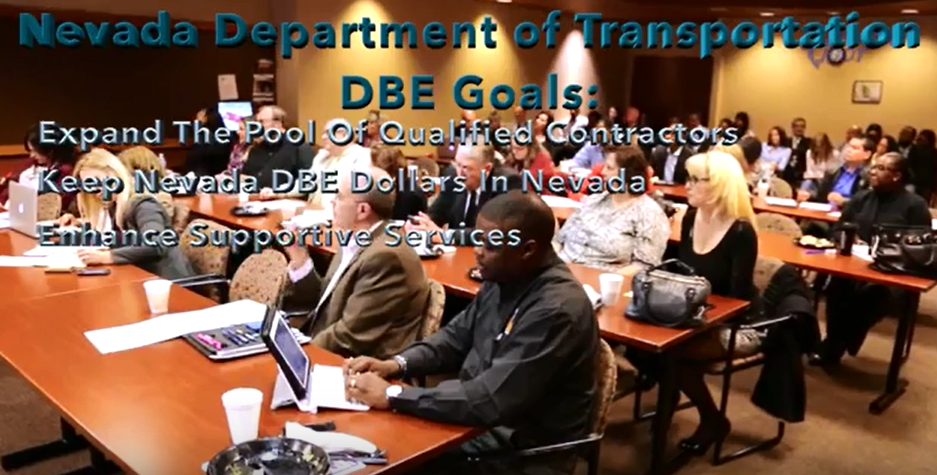 Nevada Department of Transportation
DBE Goals:
Expand The Pool Of Qualified Contractors
Keep Nevada DBE Dollars In Nevada
Enhance Supportive Services